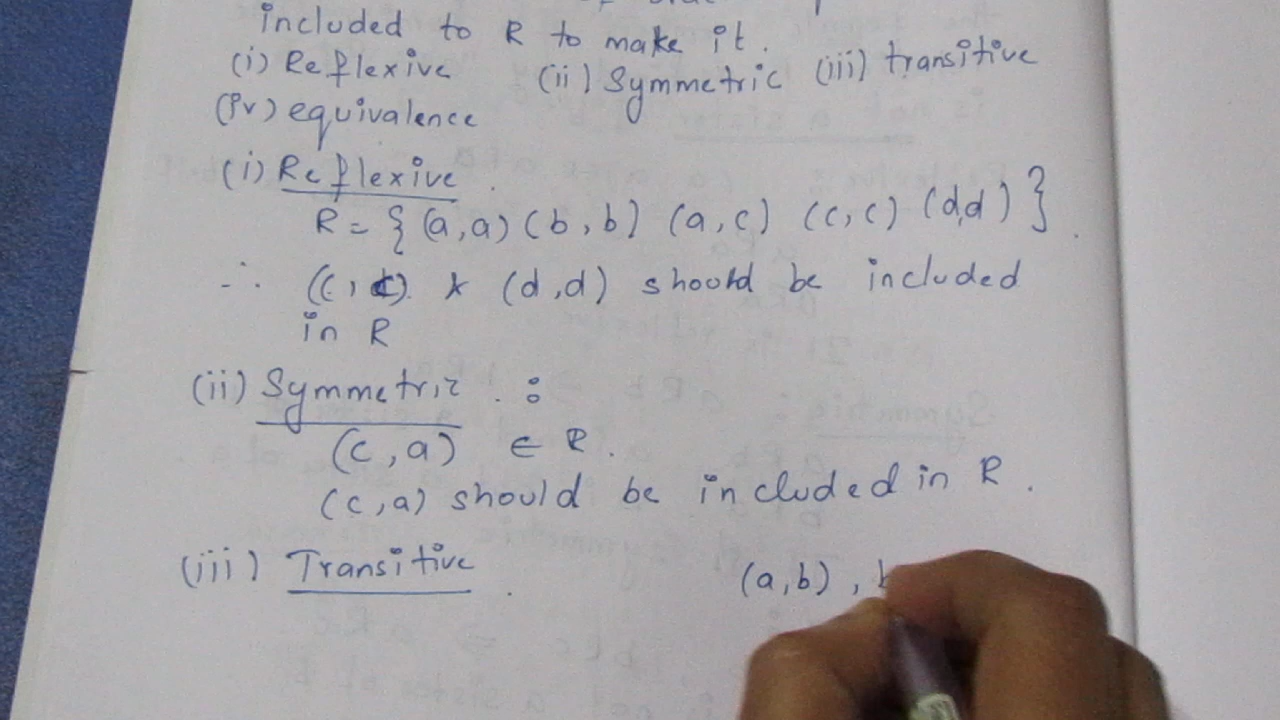 included to R to make it.
(i) Reflexive (ii) Symmetric (iii) transitive
(iv) equivalence
(i) Reflexive.
R = { (a,a) (b,b) (a,c) (c,c) (d,d) }.
∴ (c,c). & (d,d) should be included
in R
(ii) Symmetric. :
(c,a) ∈ R.
(c,a) should be included in R.
(iii) Transitive. (a,b) ,